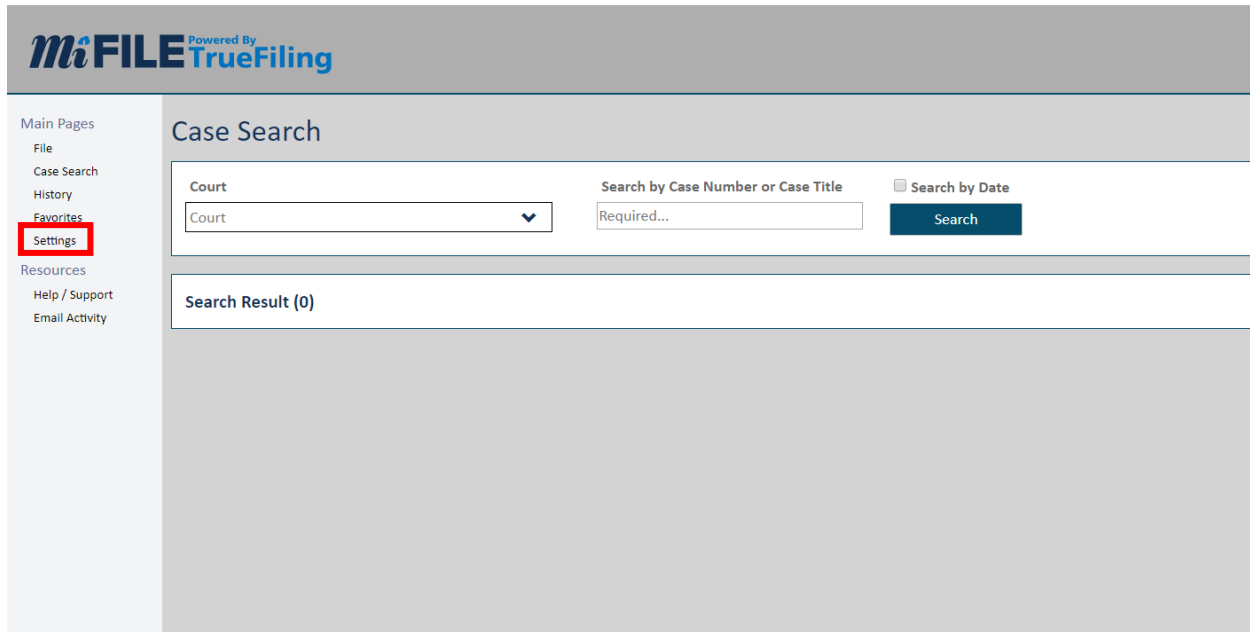 MiFILE Powered By TrueFiling
Main Pages
File
Case Search
History
Favorites
Settings
Resources
Help / Support
Email Activity
Case Search
Court
Court
Search by Case Number or Case Title
Required...
Search by Date
Search
Search Result (0)